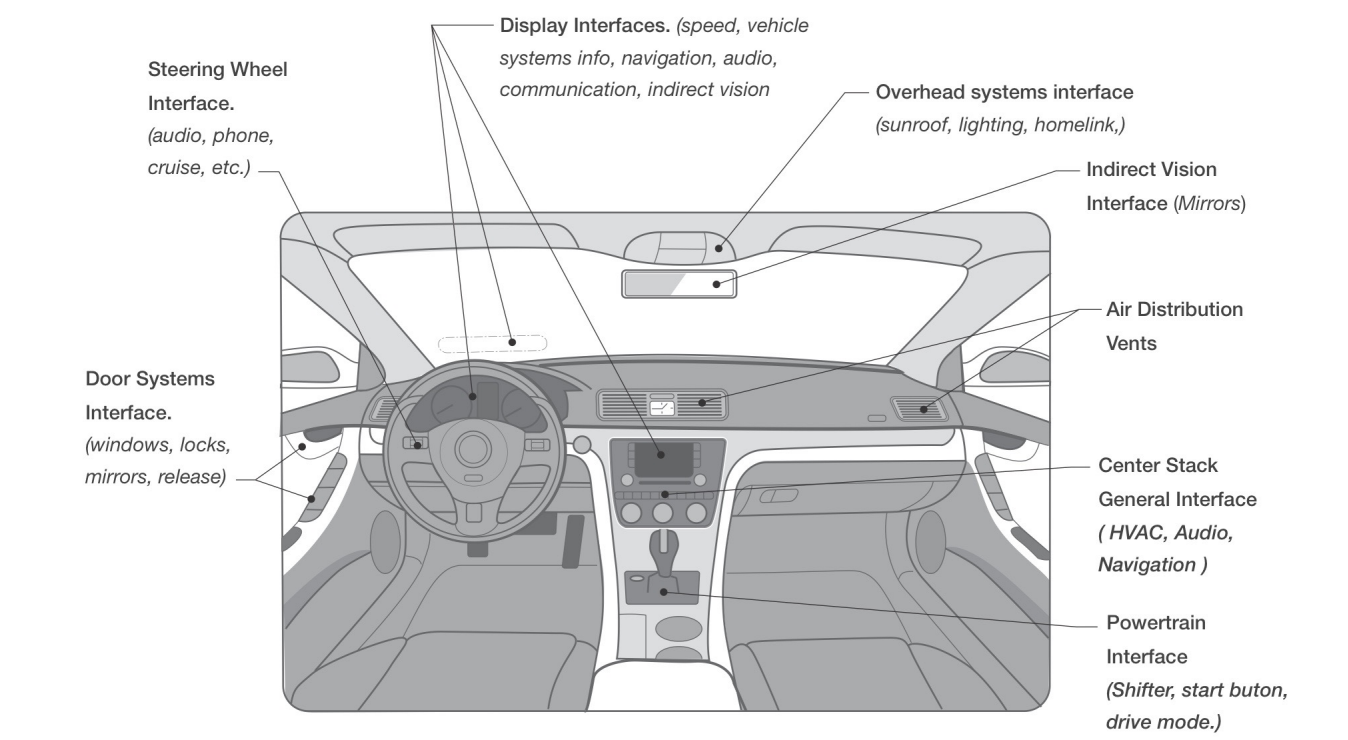 Display Interfaces. (speed, vehicle
systems info, navigation, audio,
communication, indirect vision
Steering Wheel
Interface.
(audio, phone,
cruise, etc.)
Overhead systems interface
(sunroof, lighting, homelink,)
Indirect Vision
Interface (Mirrors)
Air Distribution
Vents
Door Systems
Interface.
(windows, locks,
mirrors, release)
Center Stack
General Interface
( HVAC, Audio,
Navigation )
Powertrain
Interface
(Shifter, start buton,
drive mode.)